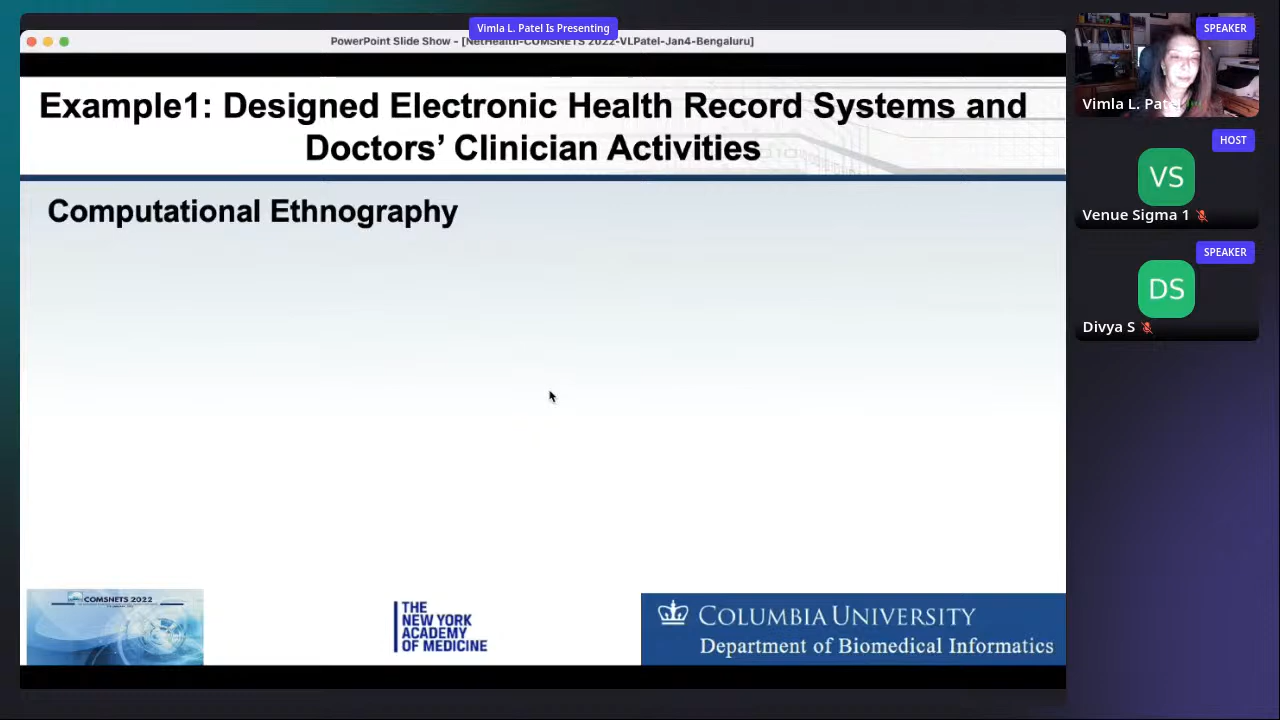 Vimla L. Patel Is Presenting
PowerPoint Slide Show - [NetHealth-COMSNETS 2022-VLPatel-Jan4-Bengaluru]
Example1: Designed Electronic Health Record Systems and
Doctors’ Clinician Activities
Computational Ethnography
COMSNETS 2022
THE
NEW YORK
ACADEMY
OF MEDICINE
COLUMBIA UNIVERSITY
Department of Biomedical Informatics
SPEAKER
Vimla L. Patel
HOST
VS
Venue Sigma 1
SPEAKER
DS
Divya S